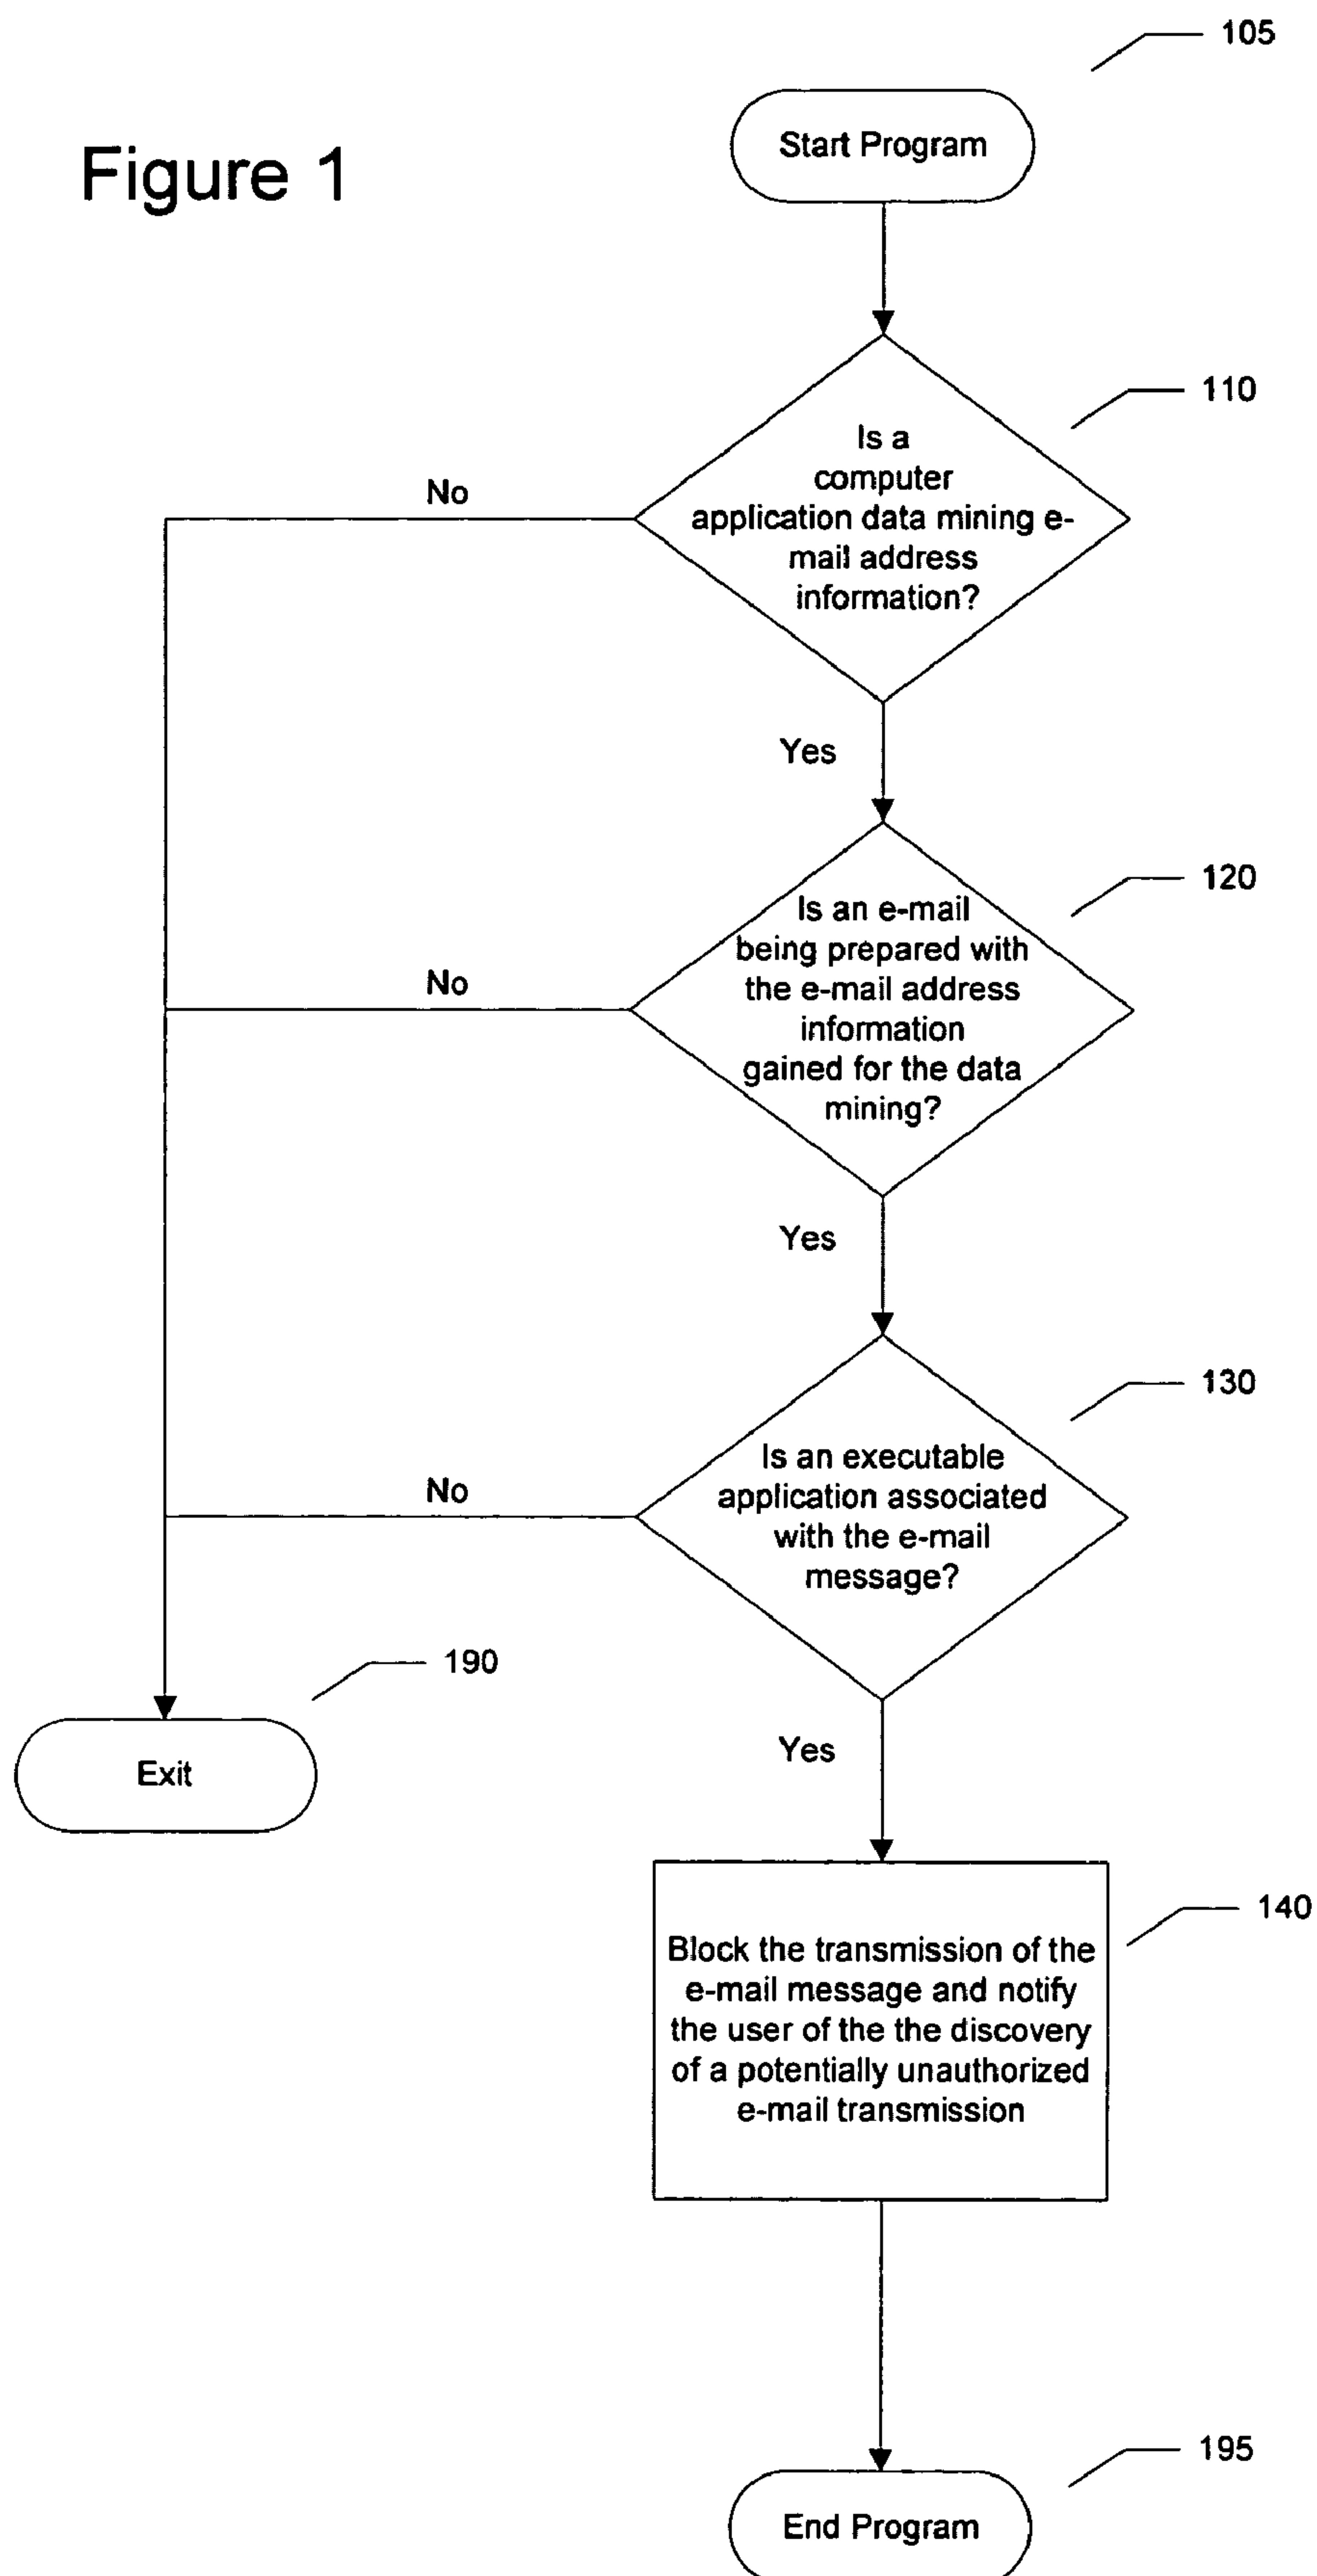 105
Figure 1
Start Program
110
Is a
computer
application data mining e-
mail address
information?
No
Yes
120
Is an e-mail
being prepared with
the e-mail address
information
gained for the data
mining?
No
Yes
130
Is an executable
application associated
with the e-mail
message?
No
190
Exit
Yes
140
Block the transmission of the
e-mail message and notify
the user of the the discovery
of a potentially unauthorized
e-mail transmission
195
End Program